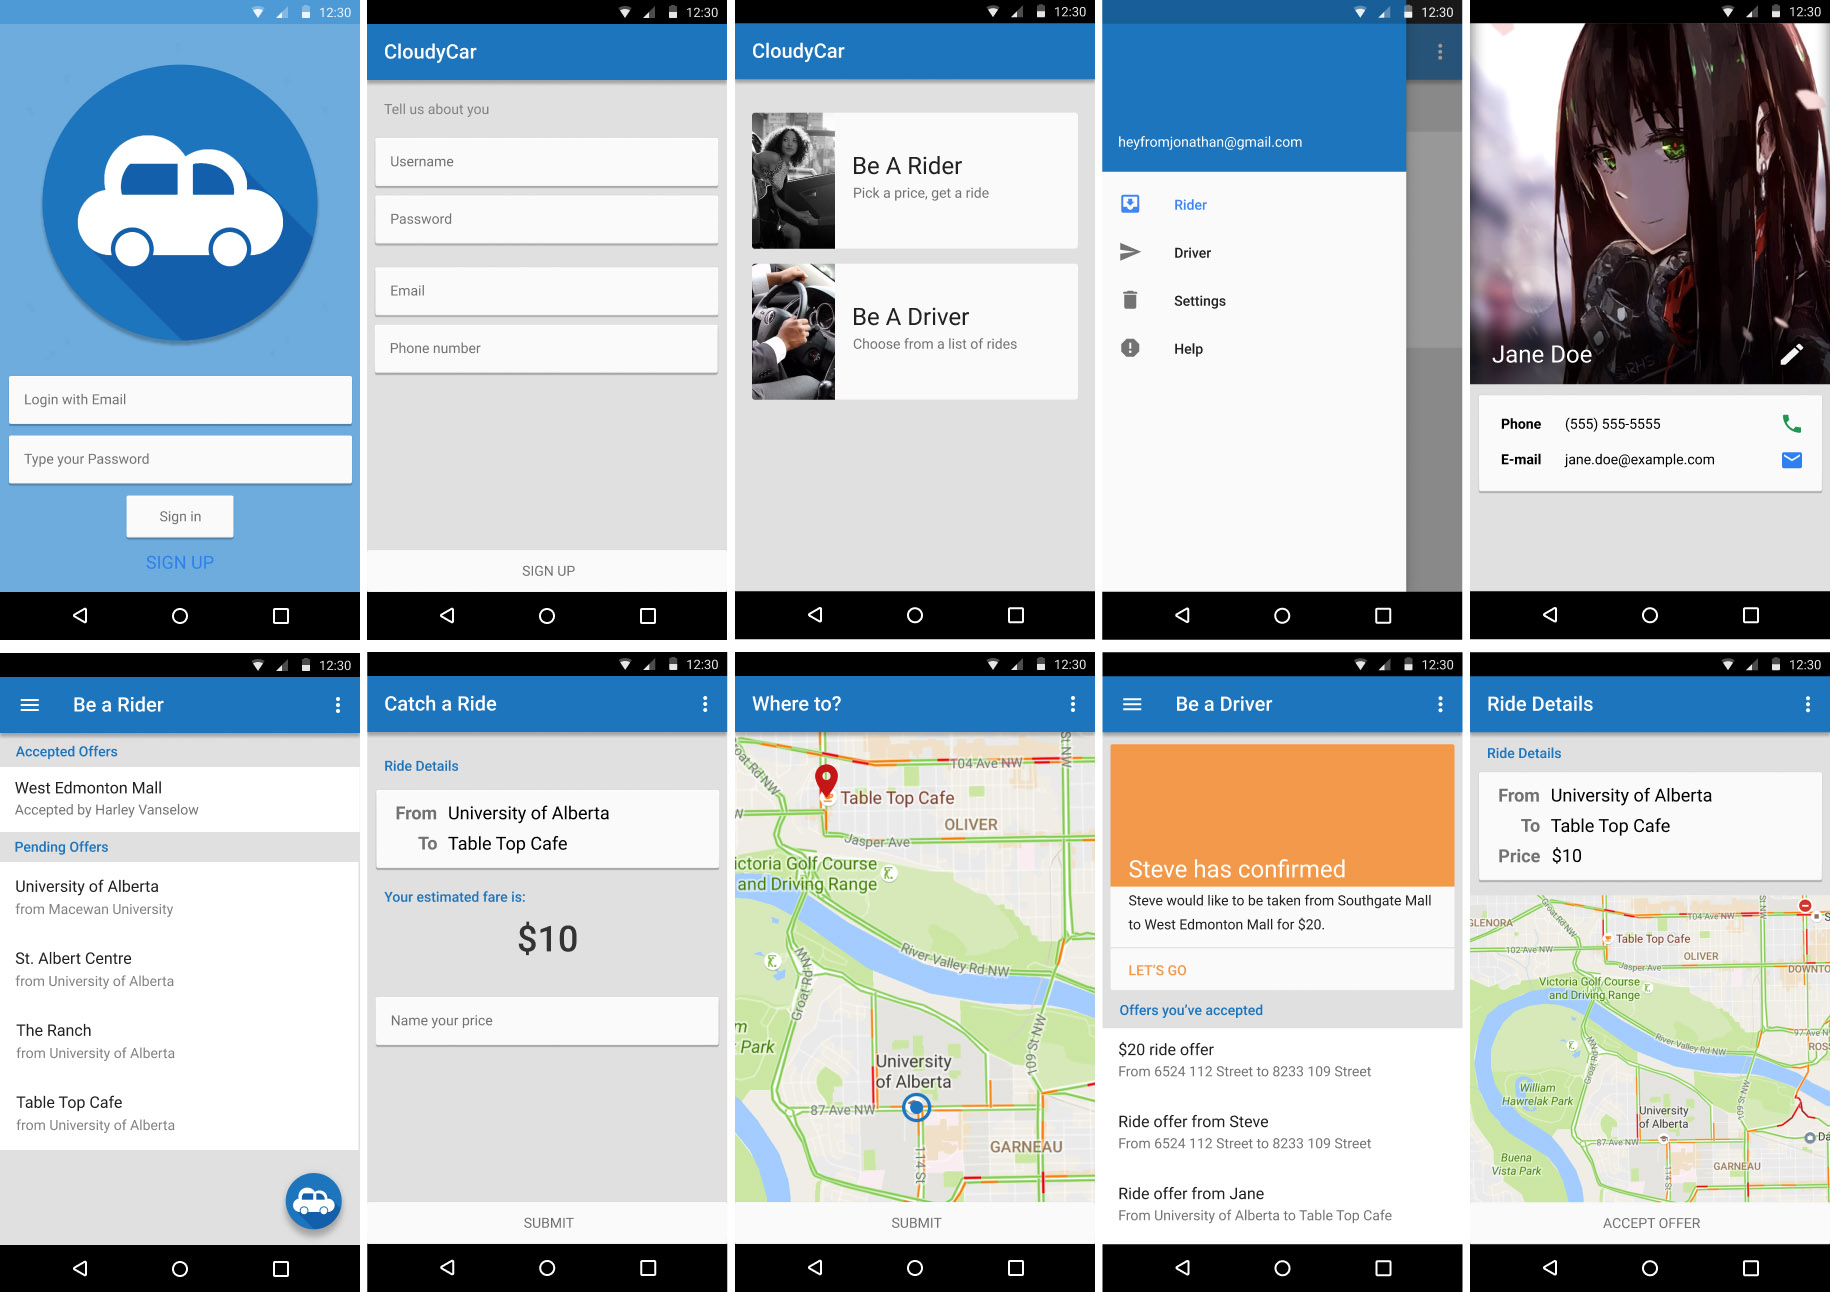 12:30
Login with Email
Type your Password
Sign in
SIGN UP
12:30
CloudyCar
Tell us about you
Username
Password
Email
Phone number
SIGN UP
12:30
CloudyCar
Be A Rider
Pick a price, get a ride
Be A Driver
Choose from a list of rides
12:30
heyfromjonathan@gmail.com
Rider
Driver
Settings
Help
12:30
Jane Doe
Phone (555) 555-5555
E-mail jane.doe@example.com
12:30
Be a Rider
Accepted Offers
West Edmonton Mall
Accepted by Harley Vanselow
Pending Offers
University of Alberta
from Macewan University
St. Albert Centre
from University of Alberta
The Ranch
from University of Alberta
Table Top Cafe
from University of Alberta
12:30
Catch a Ride
Ride Details
From University of Alberta
To Table Top Cafe
Your estimated fare is:
$10
Name your price
SUBMIT
12:30
Where to?
St NW
104 Ave NW
Table Top Cafe
OLIVER
Jasper Ave
ictoria Golf Course
and Driving Range
River Valley Rd NW
Groat Rd NW
109 St NW
m
Park
University
of Alberta
87 Ave NW
GARNEAU
114 St
SUBMIT
12:30
Be a Driver
Steve has confirmed
Steve would like to be taken from Southgate Mall
to West Edmonton Mall for $20.
LET'S GO
Offers you've accepted
$20 ride offer
From 6524 112 Street to 8233 109 Street
Ride offer from Steve
From 6524 112 Street to 8233 109 Street
Ride offer from Jane
From University of Alberta to Table Top Cafe
12:30
Ride Details
Ride Details
From University of Alberta
To Table Top Cafe
Price $10
GLENORA
Groat Rd NW
104 Ave NW
S
Table Top Cafe
102 Ave NW
OLIVER
Jasper Ave
DOWNTO
Victoria Golf Course
and Driving Range
River Valley Rd NW
97 Ave N
ROSS
William
Hawrelak Park
109 St NW
University
of Alberta
87 Ave NW
Da
Buena
Vista Park
GARNEAU
114 St
ACCEPT OFFER